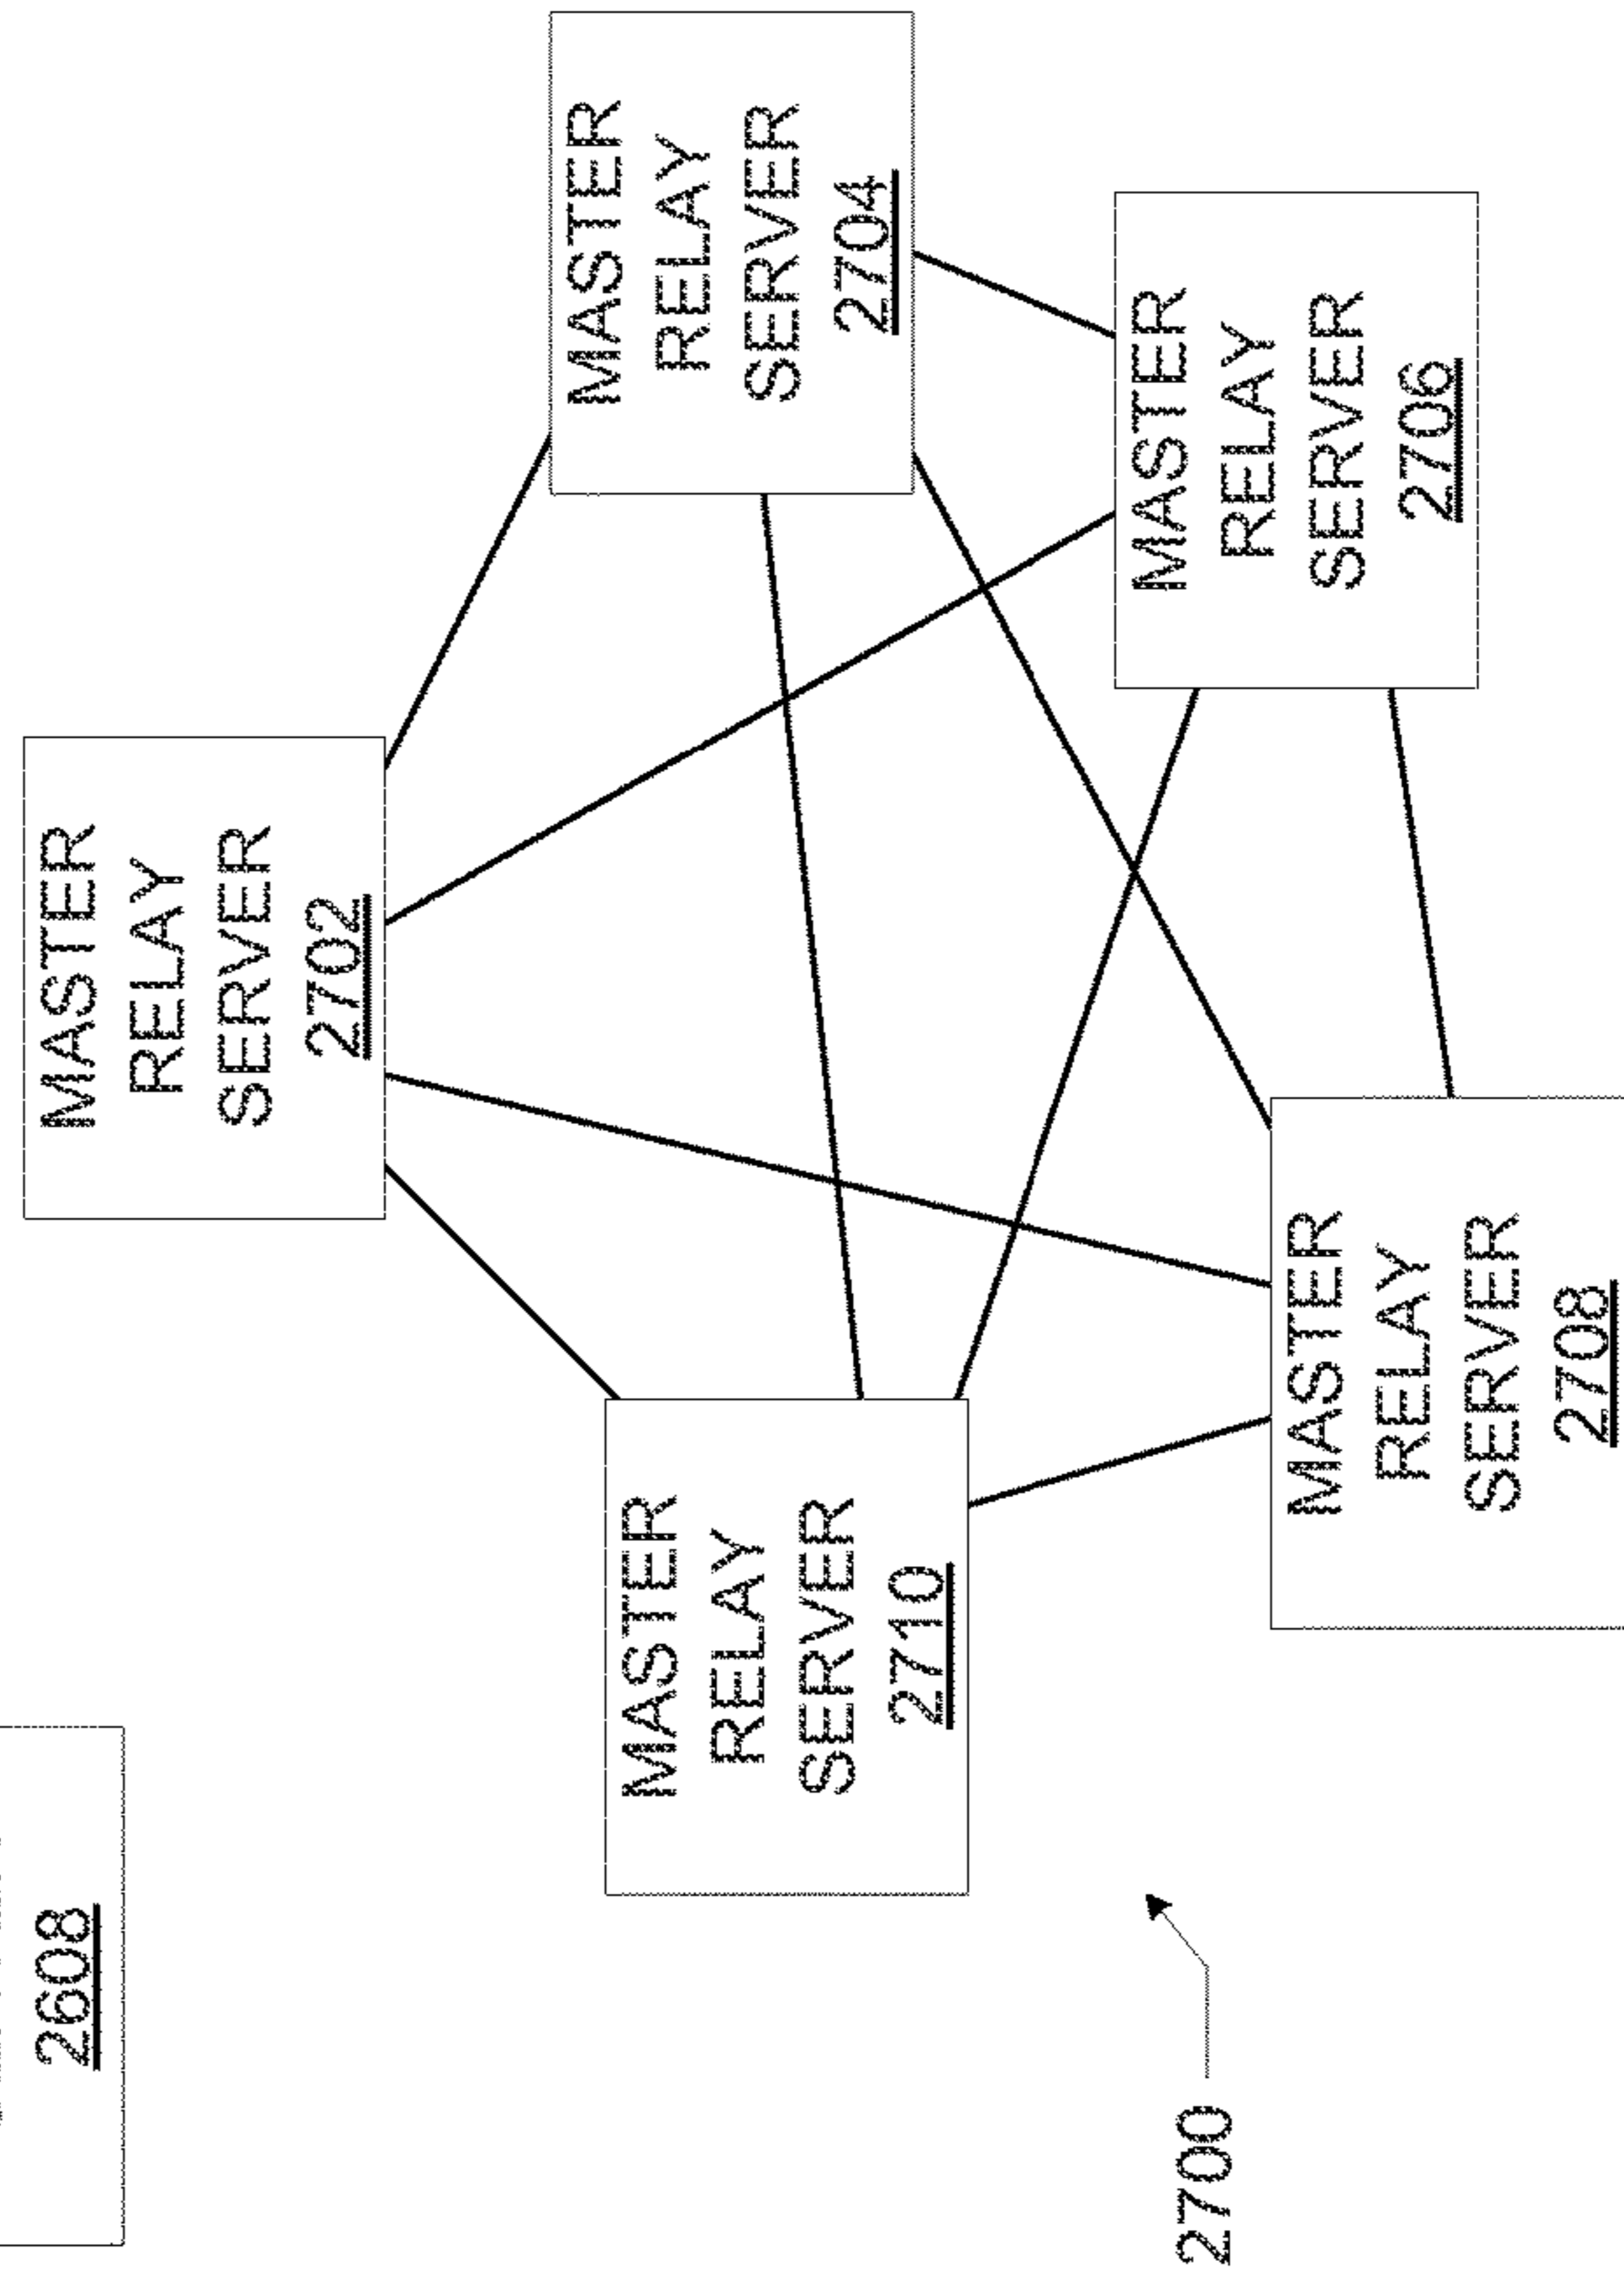 2608
MASTER
RELAY
SERVER
2702
MASTER
RELAY
SERVER
2704
MASTER
RELAY
SERVER
2710
MASTER
RELAY
SERVER
2706
MASTER
RELAY
SERVER
2708
2700